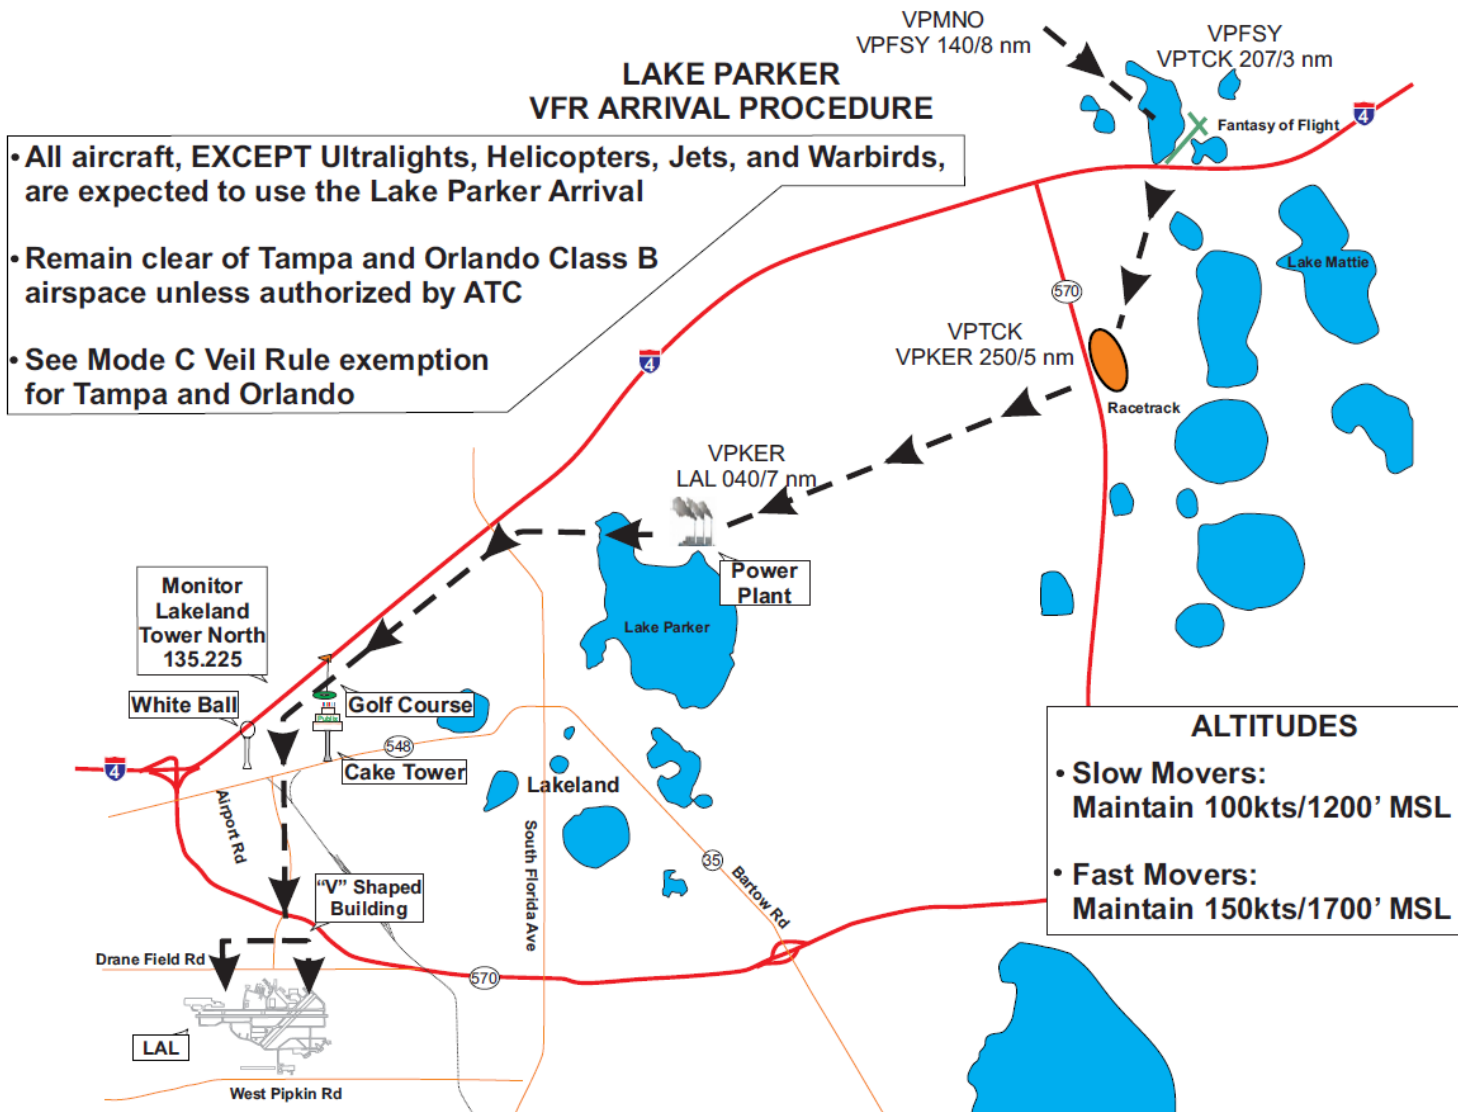 VPMNO
VPFSY 140/8 nm
VPFSY
VPTCK 207/3 nm
LAKE PARKER
VFR ARRIVAL PROCEDURE
4
Fantasy of Flight
• All aircraft, EXCEPT Ultralights, Helicopters, Jets, and Warbirds,
are expected to use the Lake Parker Arrival
• Remain clear of Tampa and Orlando Class B
airspace unless authorized by ATC
• See Mode C Veil Rule exemption
for Tampa and Orlando
Lake Mattie
570
VPTCK
VPKER 250/5 nm
4
Racetrack
VPKER
LAL 040/7 nm
Power
Plant
Monitor
Lakeland
Tower North
135.225
Lake Parker
White Ball
Golf Course
Publix
548
Cake Tower
4
Lakeland
ALTITUDES
• Slow Movers:
Maintain 100kts/1200’ MSL
• Fast Movers:
Maintain 150kts/1700’ MSL
Airport Rd
South Florida Ave
35
Bartow Rd
“V” Shaped
Building
Drane Field Rd
570
LAL
West Pipkin Rd